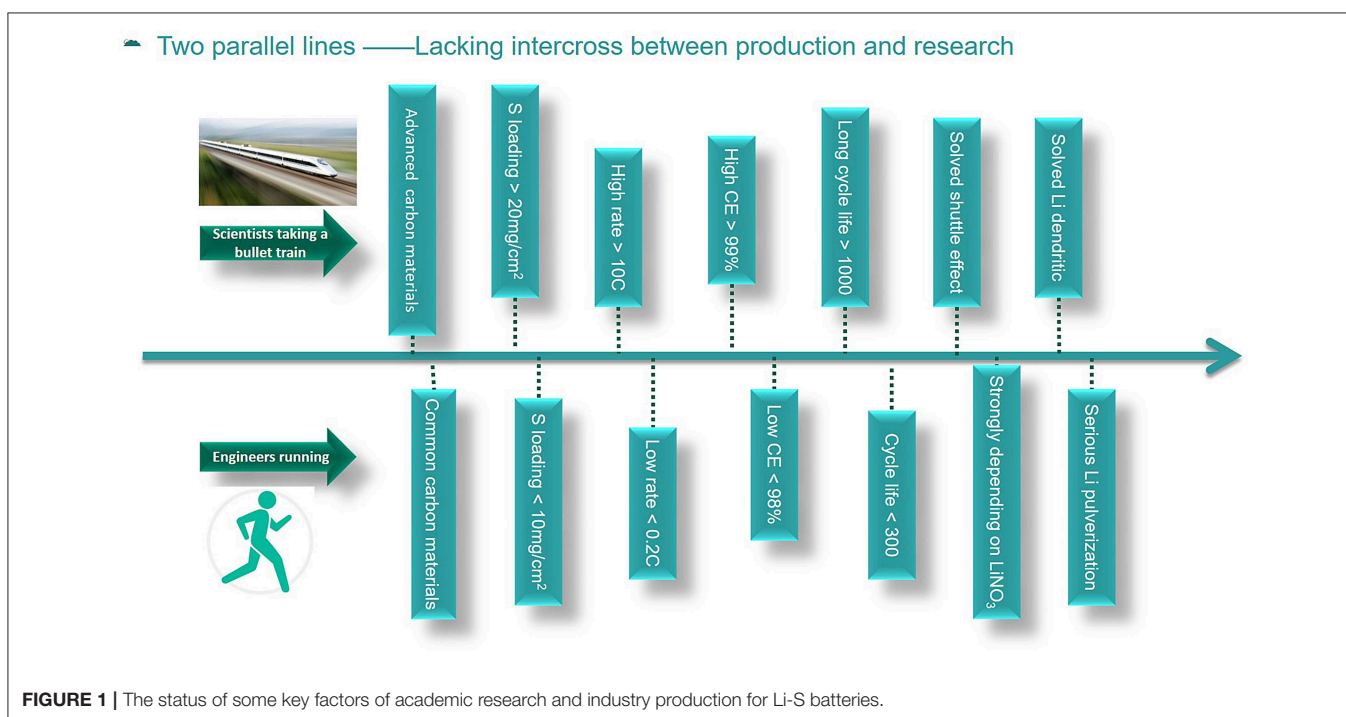 Two parallel lines ——Lacking intercross between production and research
Scientists taking a
bullet train
Advanced carbon materials
S loading > 20mg/cm²
High rate > 10C
High CE > 99%
Long cycle life > 1000
Solved shuttle effect
Solved Li dendritic
Engineers running
Common carbon materials
S loading < 10mg/cm²
Low rate < 0.2C
Low CE < 98%
Cycle life < 300
Strongly depending on LiNO₃
Serious Li pulverization
FIGURE 1 | The status of some key factors of academic research and industry production for Li-S batteries.